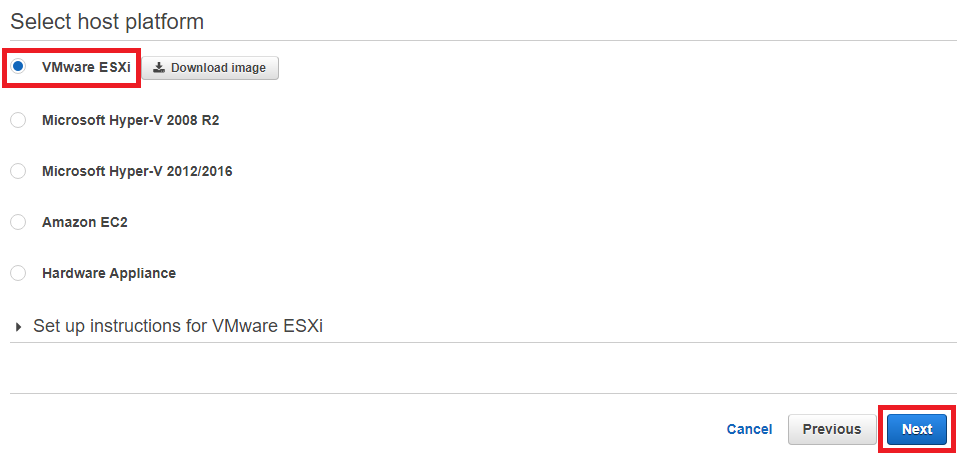 Select host platform
VMware ESXi Download image
Microsoft Hyper-V 2008 R2
Microsoft Hyper-V 2012/2016
Amazon EC2
Hardware Appliance
Set up instructions for VMware ESXi
Cancel Previous Next